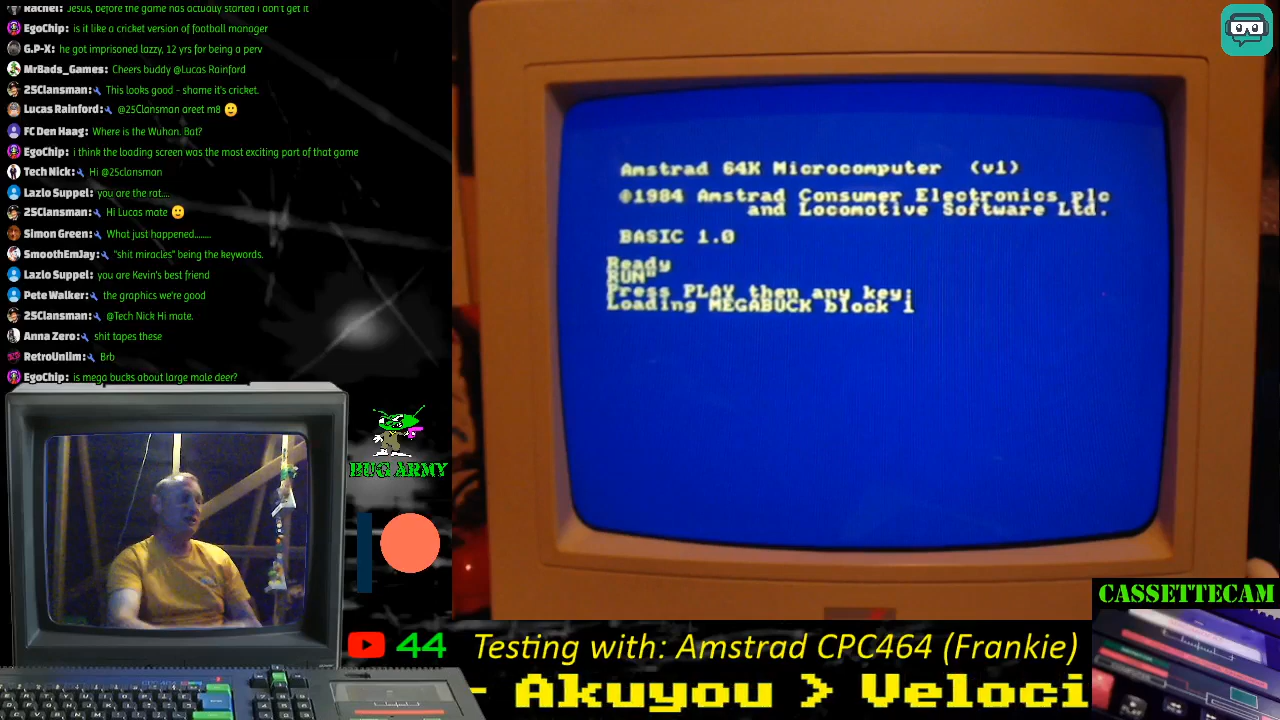 Rachel: Jesus, before the game has actually started I don't get it
EgoChip: is it like a cricket version of football manager
G.P-X: he got imprisoned lazzy, 12 yrs for being a perv
MrBads_Games: Cheers buddy @Lucas Rainford
25Clansman: This looks good - shame it's cricket.
Lucas Rainford: @25Clansman areet m8 🙂
FC Den Haag: Where is the Wuhan. Bat?
EgoChip: i think the loading screen was the most exciting part of that game
Tech Nick: Hi @25clansman
Lazlo Suppel: you are the rat....
25Clansman: Hi Lucas mate 🙂
Simon Green: What just happened........
SmoothEmJay: "shit miracles" being the keywords.
Lazlo Suppel: you are Kevin's best friend
Pete Walker: the graphics we're good
25Clansman: @Tech Nick Hi mate.
Anna Zero: shit tapes these
RetroUnlim: Brb
EgoChip: is mega bucks about large male deer?
Amstrad 64K Microcomputer (v1)
©1984 Amstrad Consumer Electronics plc
and Locomotive Software Ltd.
BASIC 1.0
Ready
RUN"
Press PLAY then any key:
Loading MEGABUCK block 1
BUG ARMY
CASSETTECAM
44
Testing with: Amstrad CPC464 (Frankie)
- Akuyou > Veloci